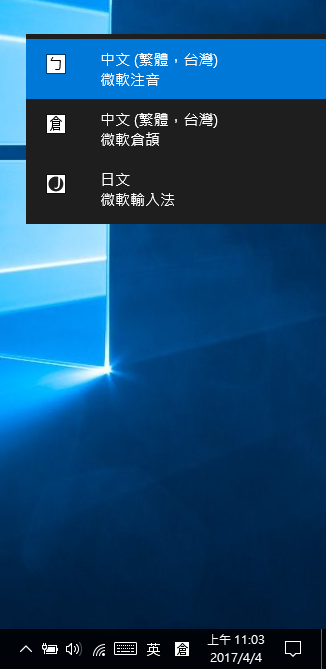 ㄅ
中文 (繁體，台灣)
微軟注音
倉
中文 (繁體，台灣)
微軟倉頡
J
日文
微軟輸入法
英
倉
上午 11:03
2017/4/4